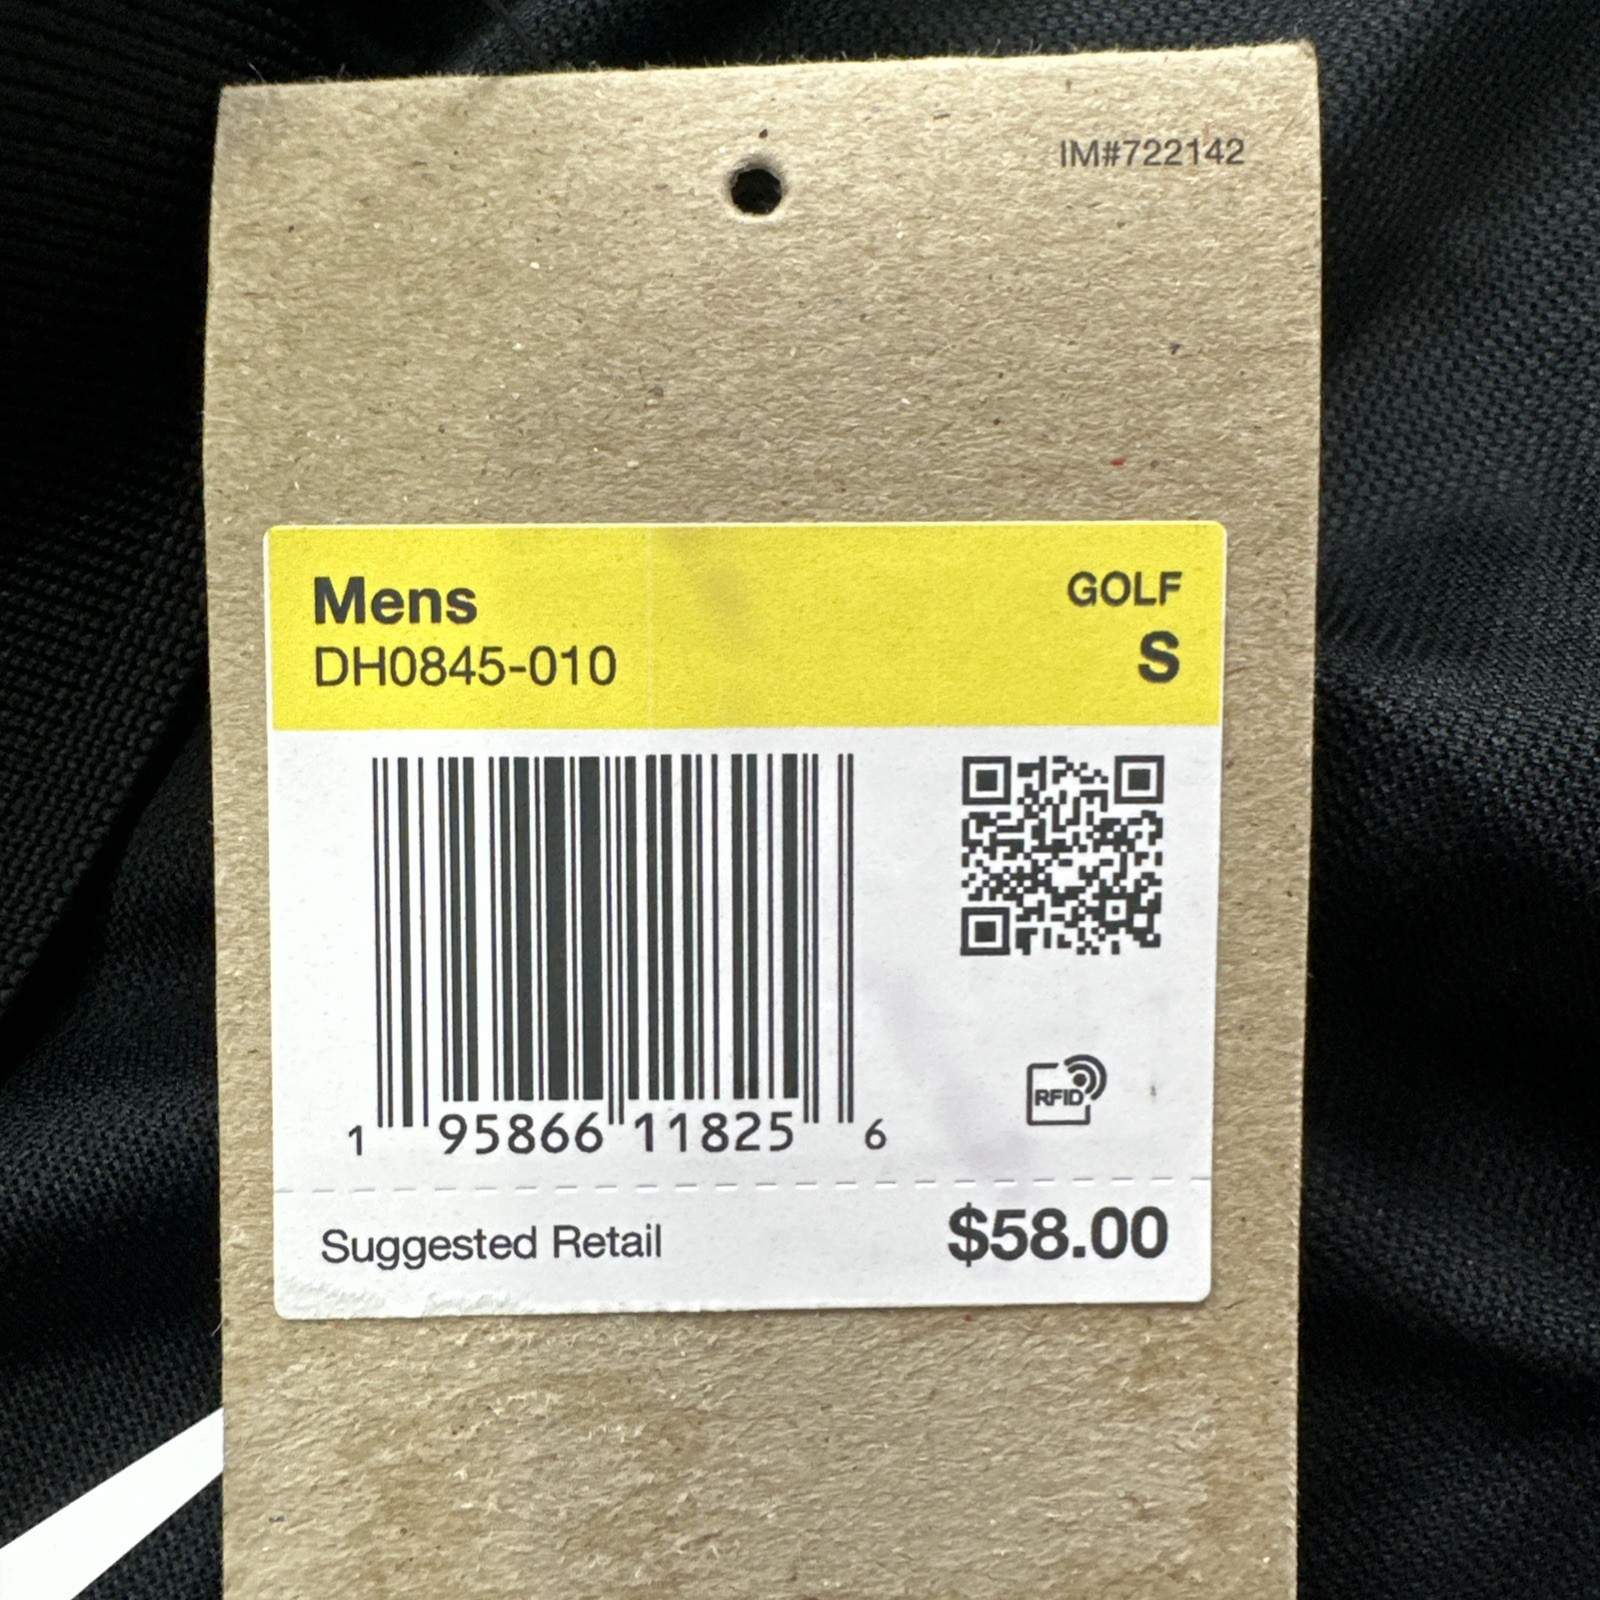 IM#722142
Mens
GOLF
DH0845-010
S
1 95866 11825 6
RFID
Suggested Retail
$58.00